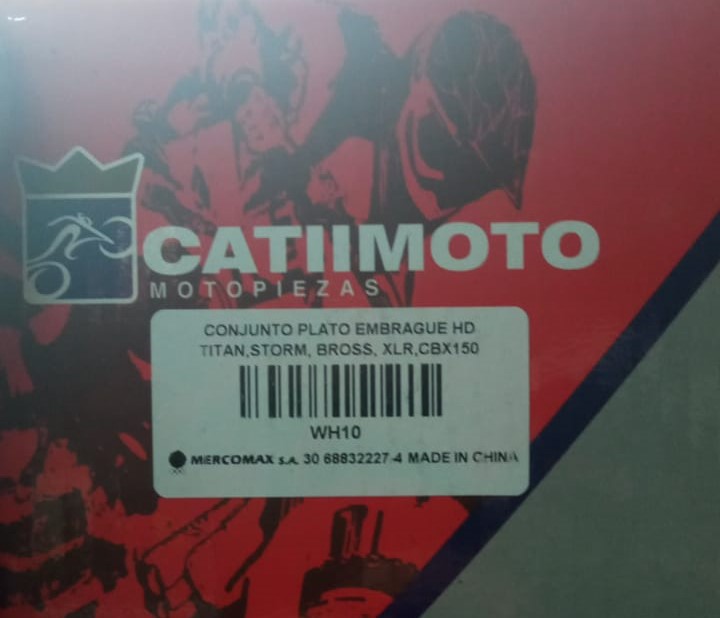 CATIIMOTO
MOTOPIEZAS
CONJUNTO PLATO EMBRAGUE HD
TITAN,STORM, BROSS, XLR,CBX150
WH10
MERCOMAX S.A. 30 68832227-4 MADE IN CHINA